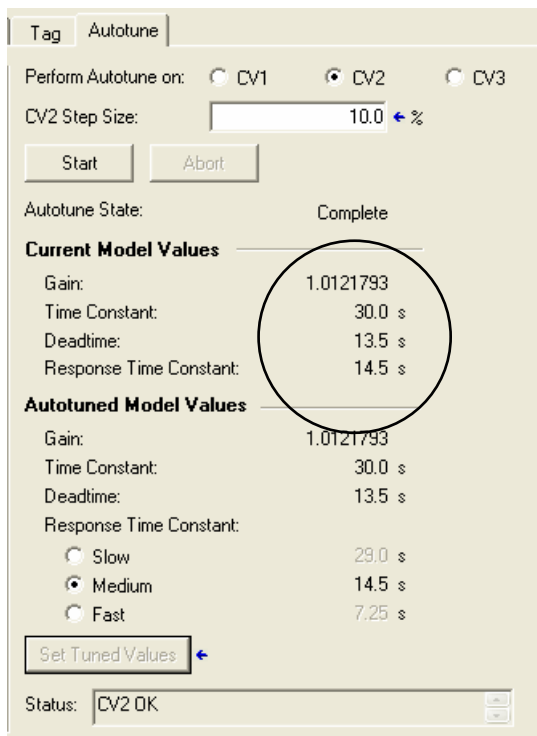 Tag Autotune
Perform Autotune on: CV1 CV2 CV3
CV2 Step Size: 10.0 %
Start Abort
Autotune State: Complete
Current Model Values
Gain: 1.0121793
Time Constant: 30.0 s
Deadtime: 13.5 s
Response Time Constant: 14.5 s
Autotuned Model Values
Gain: 1.0121793
Time Constant: 30.0 s
Deadtime: 13.5 s
Response Time Constant:
Slow 29.0 s
Medium 14.5 s
Fast 7.25 s
Set Tuned Values
Status: CV2 OK